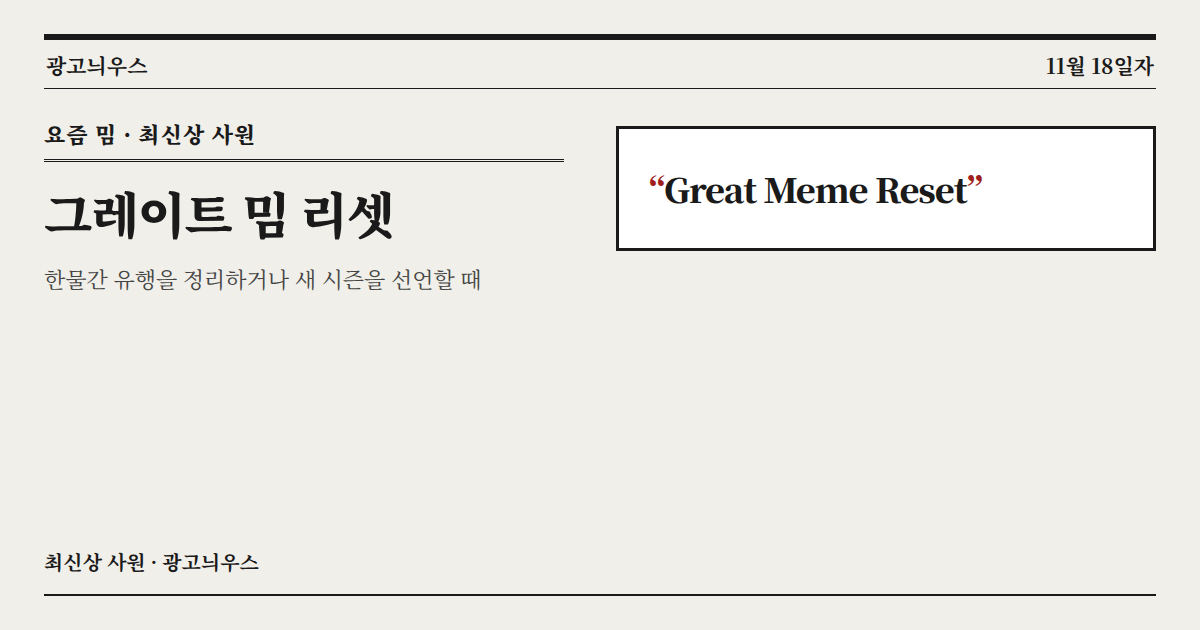 광고늬우스
11월 18일자
요즘 밈 · 최신상 사원
그레이트 밈 리셋
한물간 유행을 정리하거나 새 시즌을 선언할 때
“Great Meme Reset”
최신상 사원 · 광고늬우스